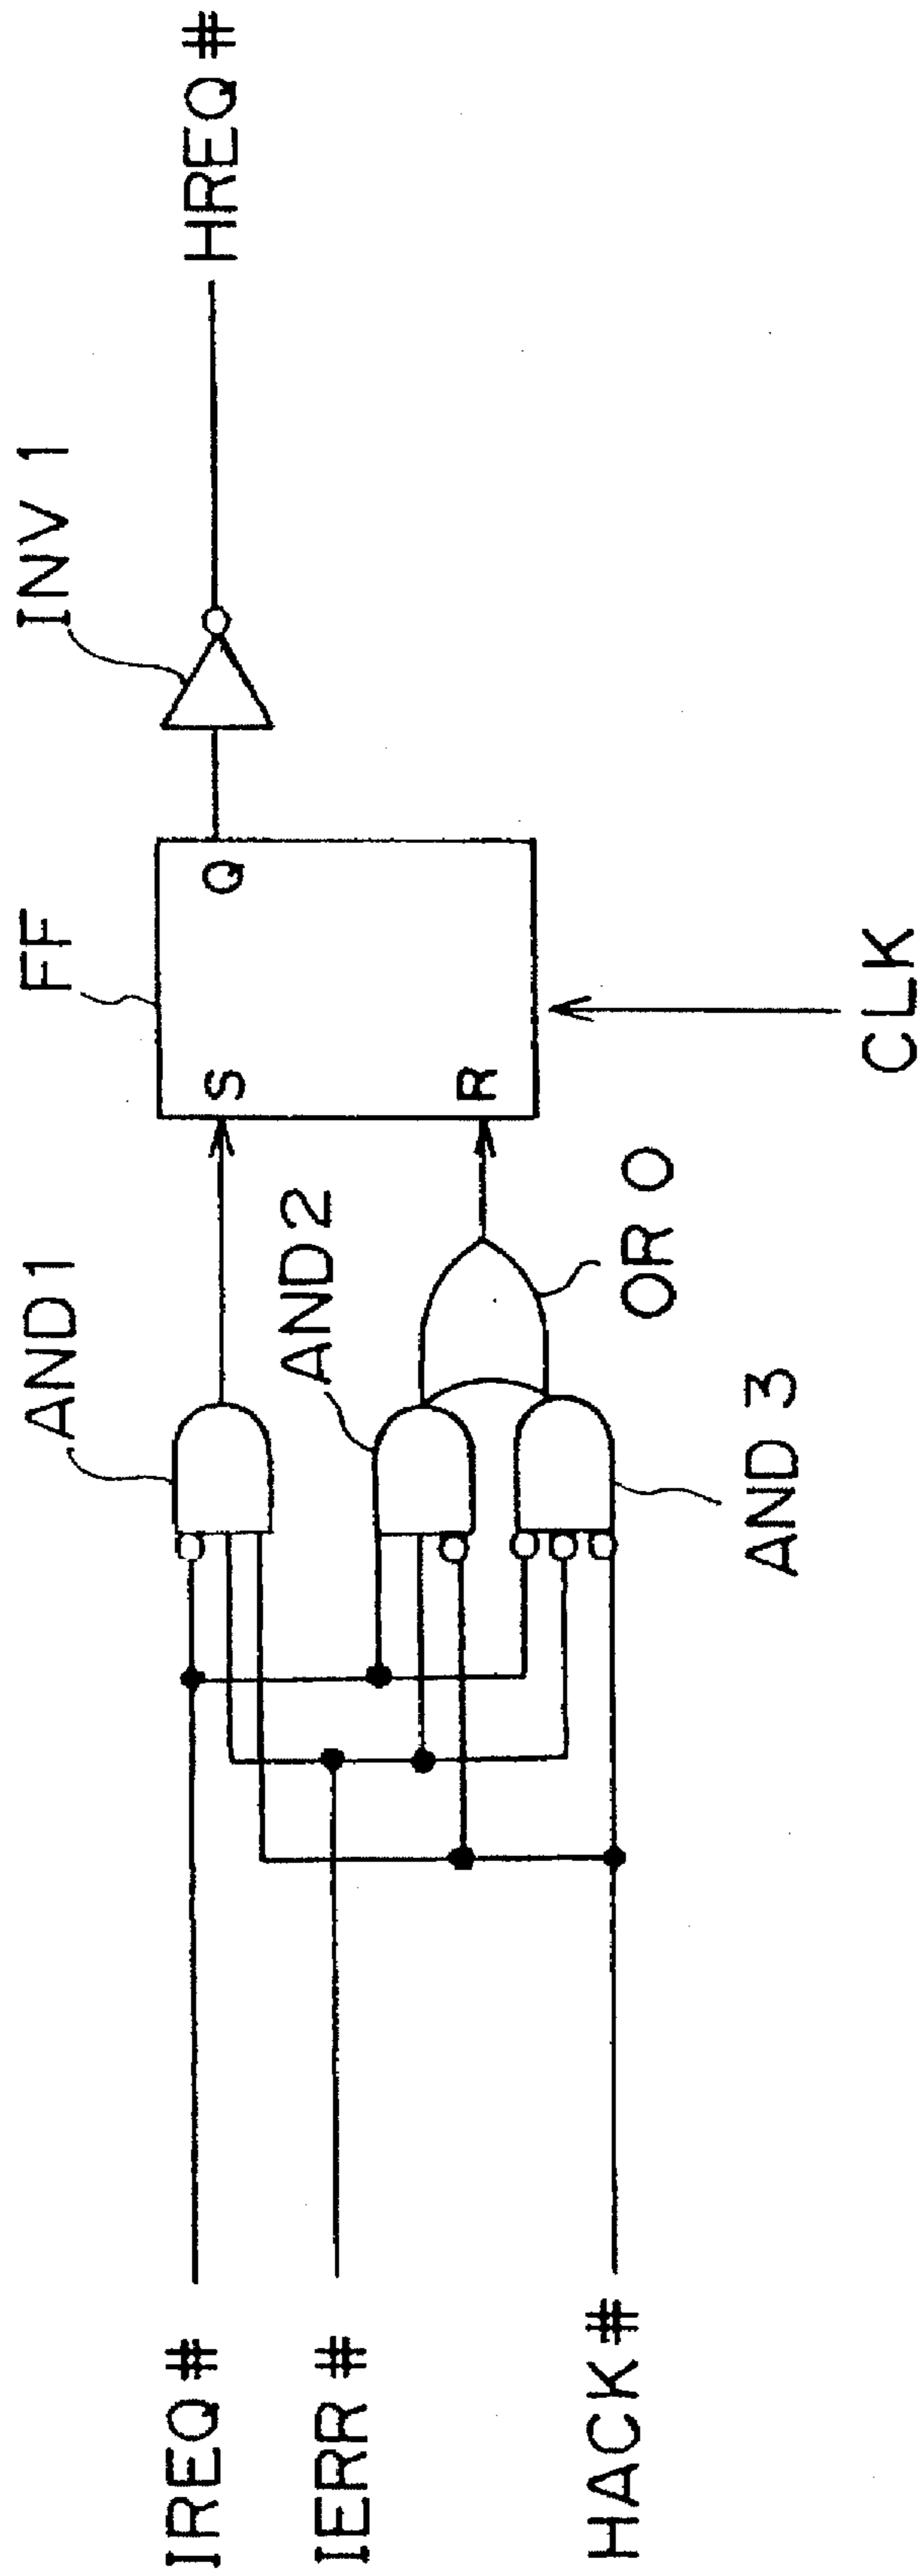 IREQ#
IERR#
HACK#
AND1
AND2
AND3
OR0
FF
S
R
Q
CLK
INV1
HREQ#